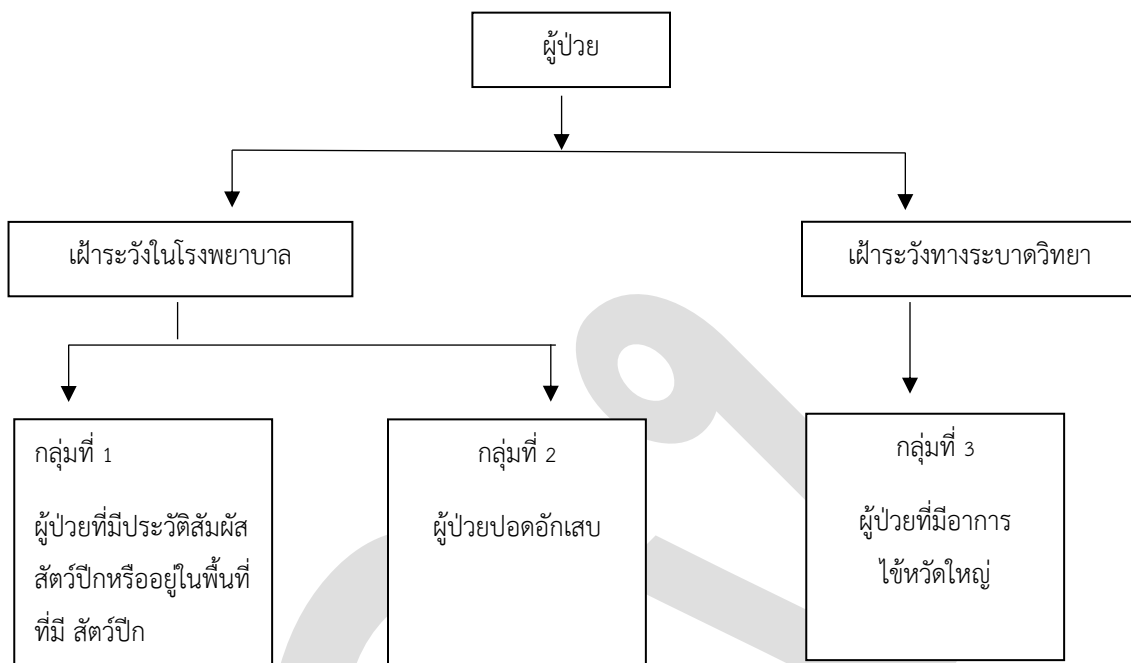 ผู้ป่วย
เฝ้าระวังในโรงพยาบาล
เฝ้าระวังทางระบาดวิทยา
กลุ่มที่ 1
ผู้ป่วยที่มีประวัติสัมผัส
สัตว์ปีกหรืออยู่ในพื้นที่
ที่มี สัตว์ปีก
กลุ่มที่ 2
ผู้ป่วยปอดอักเสบ
กลุ่มที่ 3
ผู้ป่วยที่มีอาการ
ไข้หวัดใหญ่